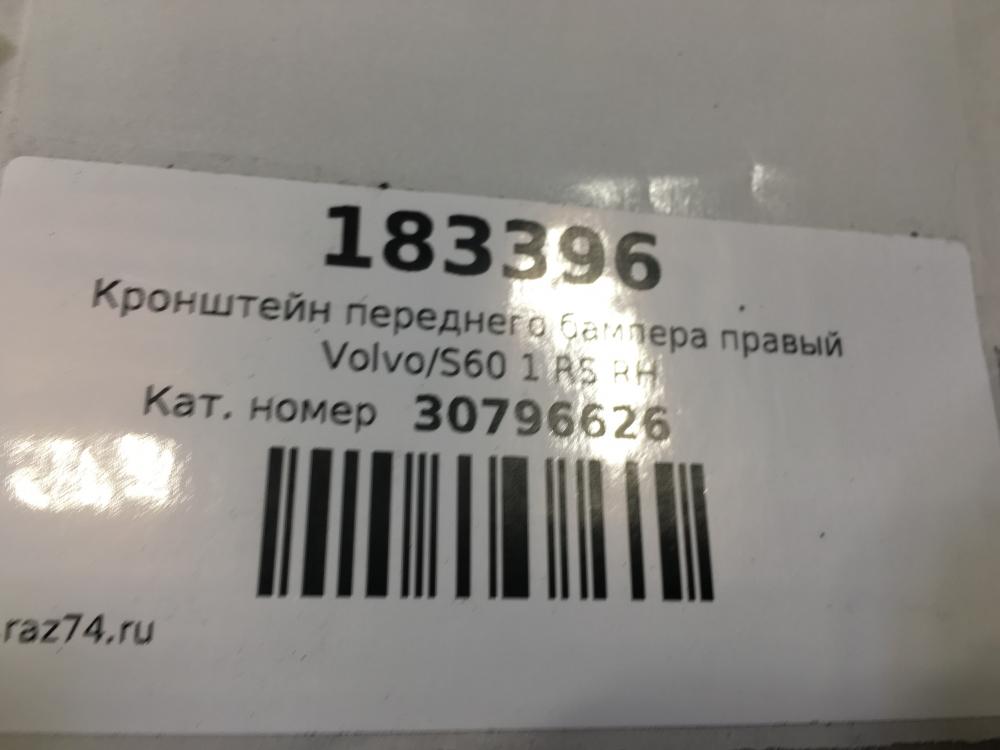 183396
Кронштейн переднего бампера правый
Volvo/S60 1 RS RH
Кат. номер 30796626
.raz74.ru